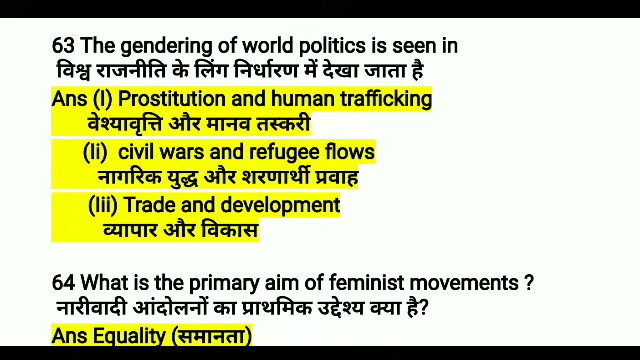 63 The gendering of world politics is seen in
विश्व राजनीति के लिंग निर्धारण में देखा जाता है
Ans (I) Prostitution and human trafficking
वेश्यावृत्ति और मानव तस्करी
(Ii) civil wars and refugee flows
नागरिक युद्ध और शरणार्थी प्रवाह
(Iii) Trade and development
व्यापार और विकास
64 What is the primary aim of feminist movements ?
नारीवादी आंदोलनों का प्राथमिक उद्देश्य क्या है?
Ans Equality (समानता)